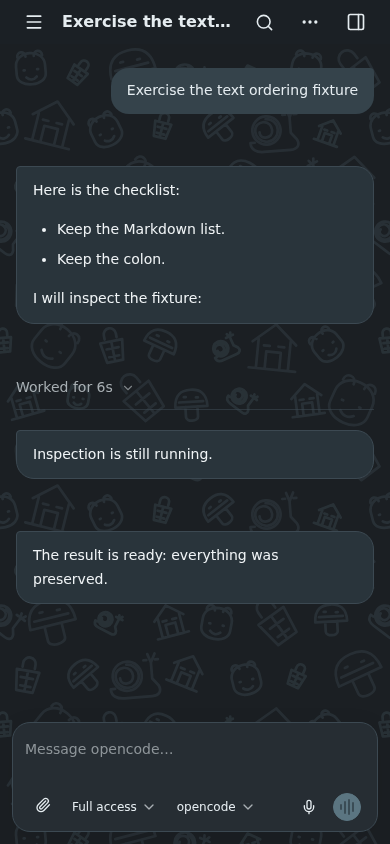 Exercise the text...
Exercise the text ordering fixture
Here is the checklist:
• Keep the Markdown list.
• Keep the colon.
I will inspect the fixture:
Worked for 6s
Inspection is still running.
The result is ready: everything was
preserved.
Message opencode...
Full access
opencode